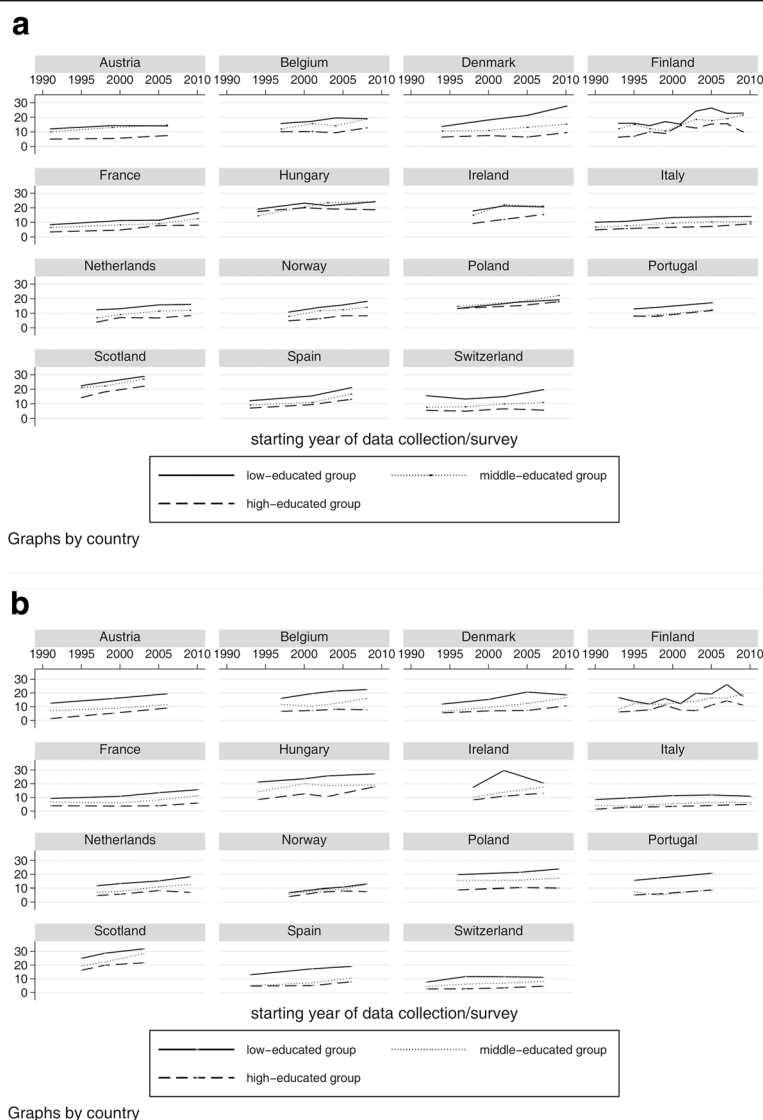 a
Austria Belgium Denmark Finland
1990 1995 2000 2005 2010 1990 1995 2000 2005 2010 1990 1995 2000 2005 2010 1990 1995 2000 2005 2010
30
20
10
0
France Hungary Ireland Italy
30
20
10
0
Netherlands Norway Poland Portugal
30
20
10
0
Scotland Spain Switzerland
30
20
10
0
starting year of data collection/survey
low−educated group middle−educated group
high−educated group
Graphs by country
b
Austria Belgium Denmark Finland
1990 1995 2000 2005 2010 1990 1995 2000 2005 2010 1990 1995 2000 2005 2010 1990 1995 2000 2005 2010
30
20
10
0
France Hungary Ireland Italy
30
20
10
0
Netherlands Norway Poland Portugal
30
20
10
0
Scotland Spain Switzerland
30
20
10
0
starting year of data collection/survey
low−educated group middle−educated group
high−educated group
Graphs by country